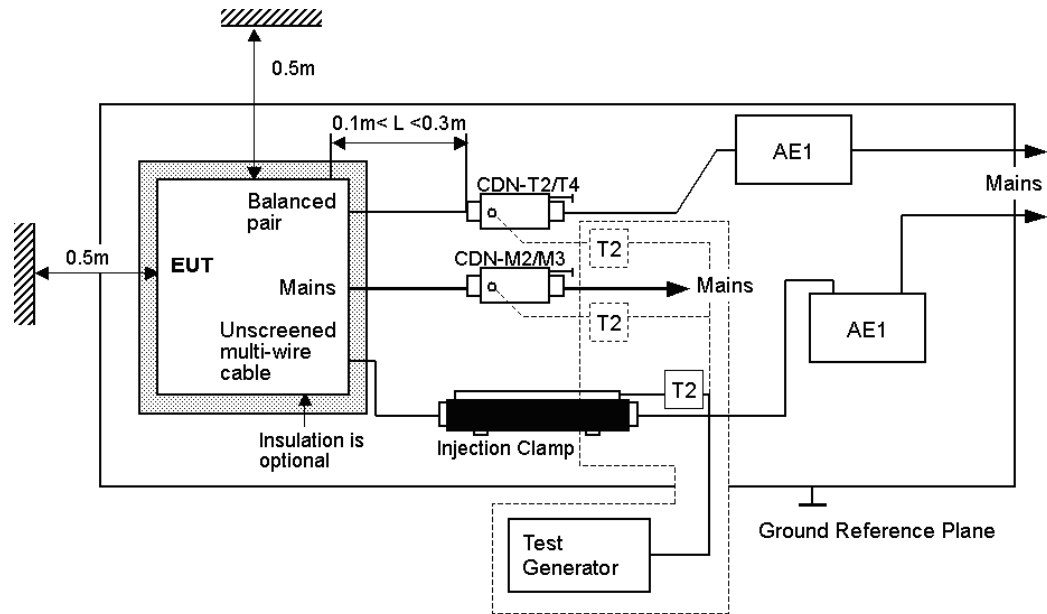 0.5m
0.1m< L <0.3m
AE1
Mains
CDN-T2/T4
Balanced
pair
T2
0.5m
EUT
CDN-M2/M3
Mains
Mains
T2
AE1
Unscreened
multi-wire
cable
T2
Insulation is
optional
Injection Clamp
Ground Reference Plane
Test
Generator